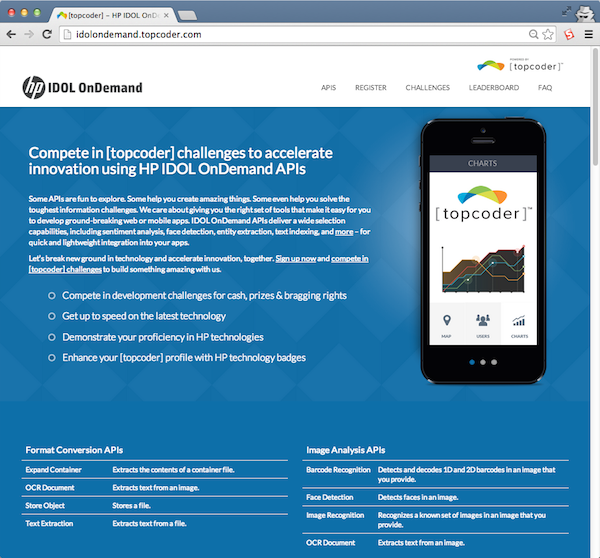 [topcoder] – HP IDOL OnDe
idolondemand.topcoder.com
POWERED BY
[topcoder]™
hp IDOL OnDemand
APIS REGISTER CHALLENGES LEADERBOARD FAQ
Compete in [topcoder] challenges to accelerate
innovation using HP IDOL OnDemand APIs
Some APIs are fun to explore. Some help you create amazing things. Some even help you solve the
toughest information challenges. We care about giving you the right set of tools that make it easy for you
to develop ground-breaking web or mobile apps. IDOL OnDemand APIs deliver a wide selection
capabilities, including sentiment analysis, face detection, entity extraction, text indexing, and more – for
quick and lightweight integration into your apps.
Let's break new ground in technology and accelerate innovation, together. Sign up now and compete in
[topcoder] challenges to build something amazing with us.
Compete in development challenges for cash, prizes & bragging rights
Get up to speed on the latest technology
Demonstrate your proficiency in HP technologies
Enhance your [topcoder] profile with HP technology badges
CHARTS
[topcoder]™
MAP USERS CHARTS
Format Conversion APIs
Expand Container Extracts the contents of a container file.
OCR Document Extracts text from an image.
Store Object Stores a file.
Text Extraction Extracts text from a file.
Image Analysis APIs
Barcode Recognition Detects and decodes 1D and 2D barcodes in an image that
you provide.
Face Detection Detects faces in an image.
Image Recognition Recognizes a known set of images in an image that you
provide.
OCR Document Extracts text from an image.